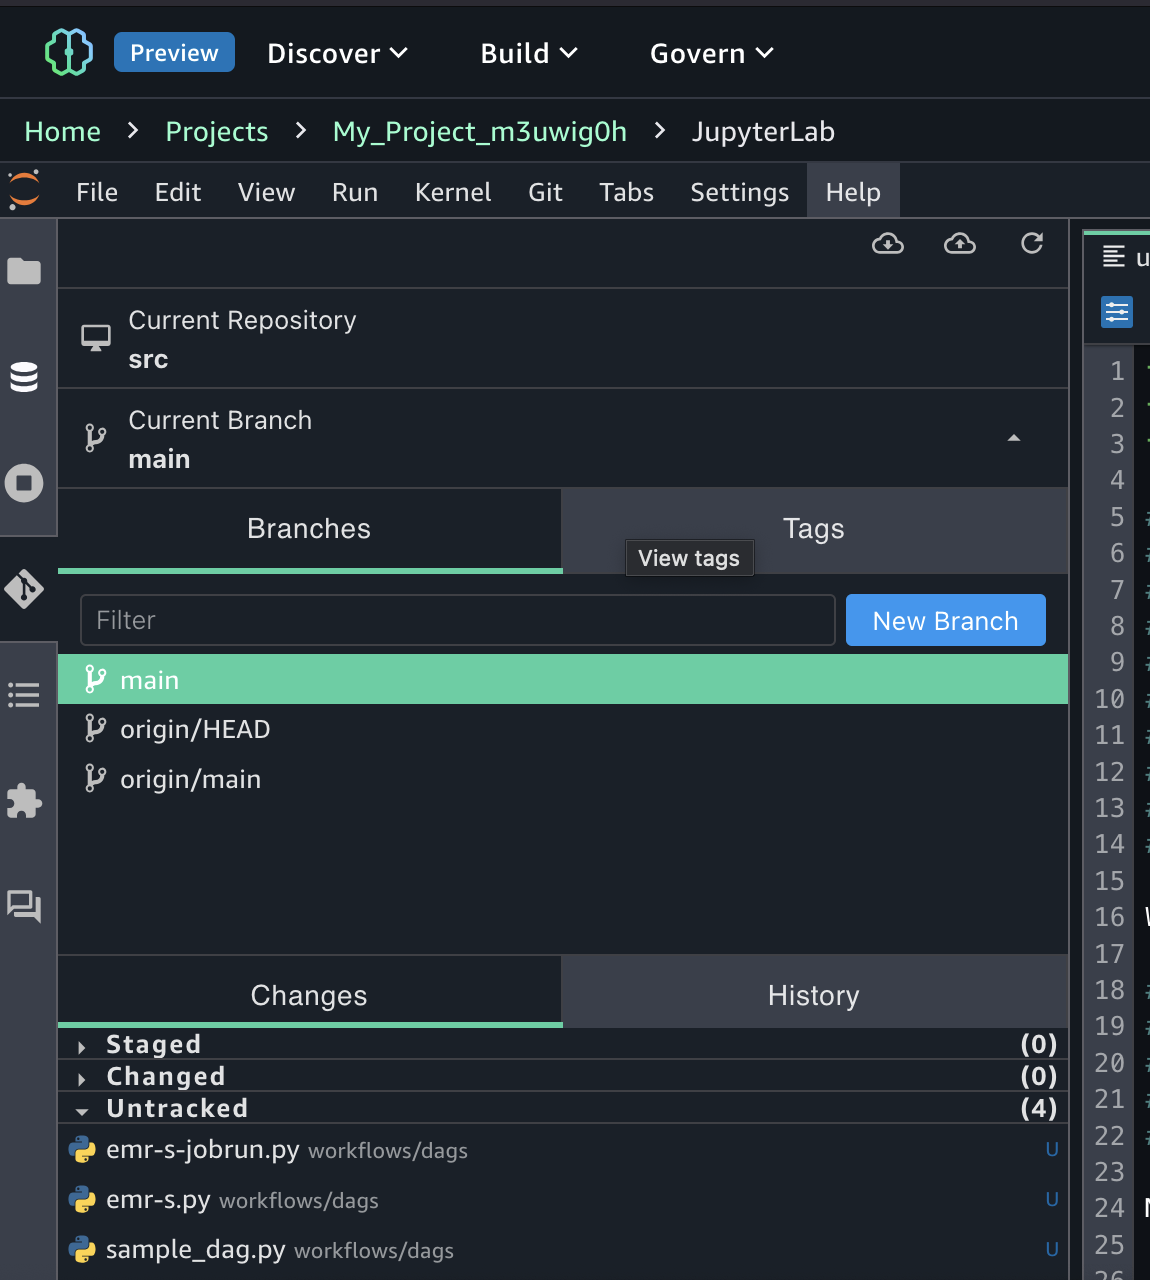 Preview Discover Build Govern
Home > Projects > My_Project_m3uwig0h > JupyterLab
File Edit View Run Kernel Git Tabs Settings Help
Current Repository
src
Current Branch
main
Branches Tags
View tags
Filter New Branch
main
origin/HEAD
origin/main
Changes History
Staged (0)
Changed (0)
Untracked (4)
emr-s-jobrun.py workflows/dags U
emr-s.py workflows/dags U
sample_dag.py workflows/dags U
u
1
2
3
4
5 #
6 #
7 #
8 #
9 #
10 #
11 #
12 #
13 #
14 #
15
16
17
18 #
19 #
20 #
21 #
22 #
23
24
25